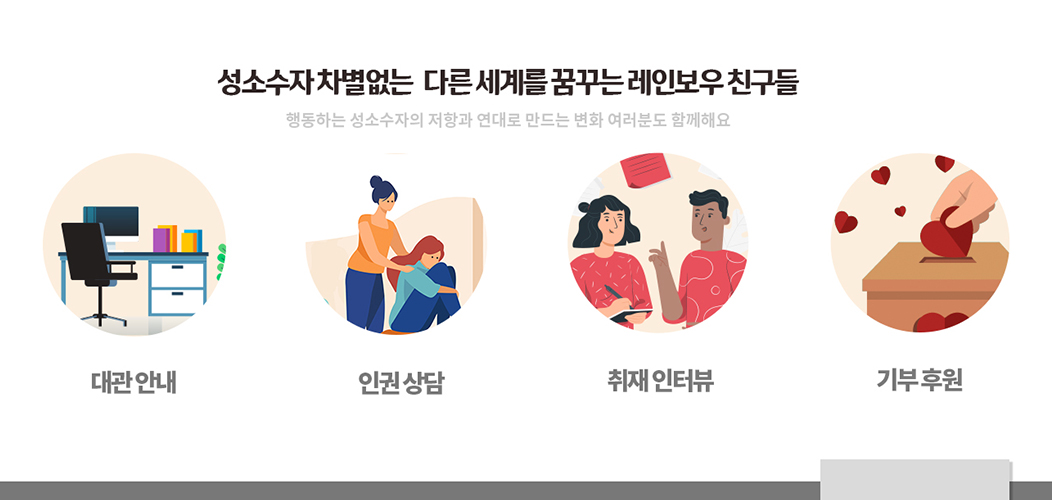 성소수자 차별없는 다른 세계를 꿈꾸는 레인보우 친구들
행동하는 성소수자의 저항과 연대로 만드는 변화 여러분도 함께해요
대관 안내
인권 상담
취재 인터뷰
기부 후원